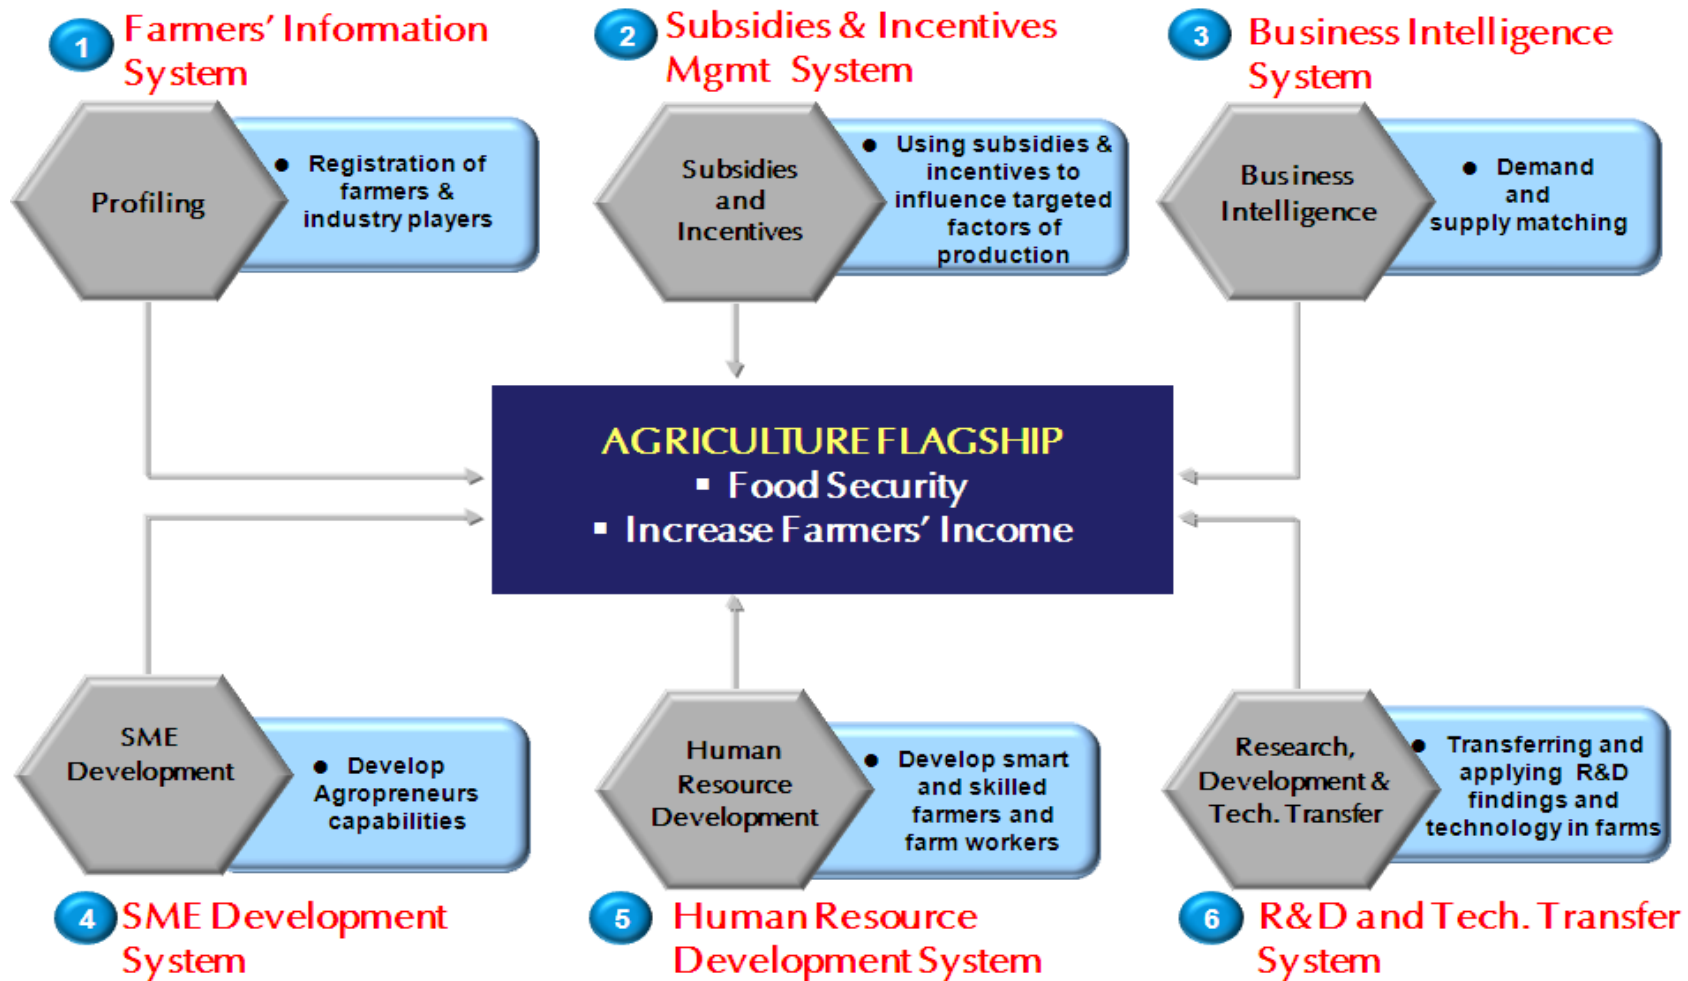 1
Farmers' Information
System
Profiling
● Registration of
farmers &
industry players
2
Subsidies & Incentives
Mgmt System
Subsidies
and
Incentives
● Using subsidies &
incentives to
influence targeted
factors of
production
3
Business Intelligence
System
Business
Intelligence
● Demand
and
supply matching
AGRICULTURE FLAGSHIP
▪ Food Security
▪ Increase Farmers' Income
SME
Development
● Develop
Agropreneurs
capabilities
4
SME Development
System
Human
Resource
Development
● Develop smart
and skilled
farmers and
farm workers
5
Human Resource
Development System
Research,
Development &
Tech. Transfer
● Transferring and
applying R&D
findings and
technology in farms
6
R&D and Tech. Transfer
System